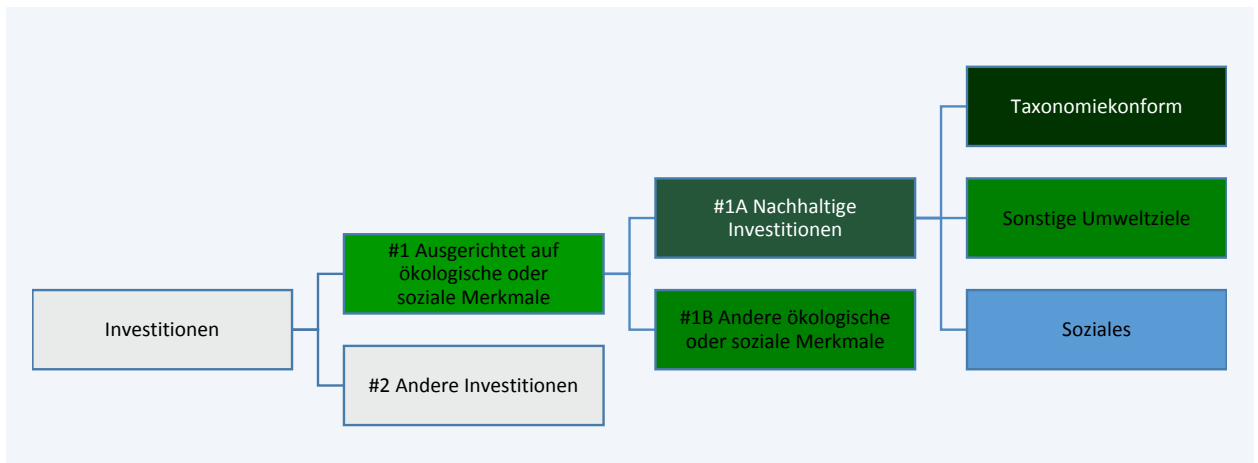 Investitionen
#1 Ausgerichtet auf
ökologische oder
soziale Merkmale
#2 Andere Investitionen
#1A Nachhaltige
Investitionen
#1B Andere ökologische
oder soziale Merkmale
Taxonomiekonform
Sonstige Umweltziele
Soziales